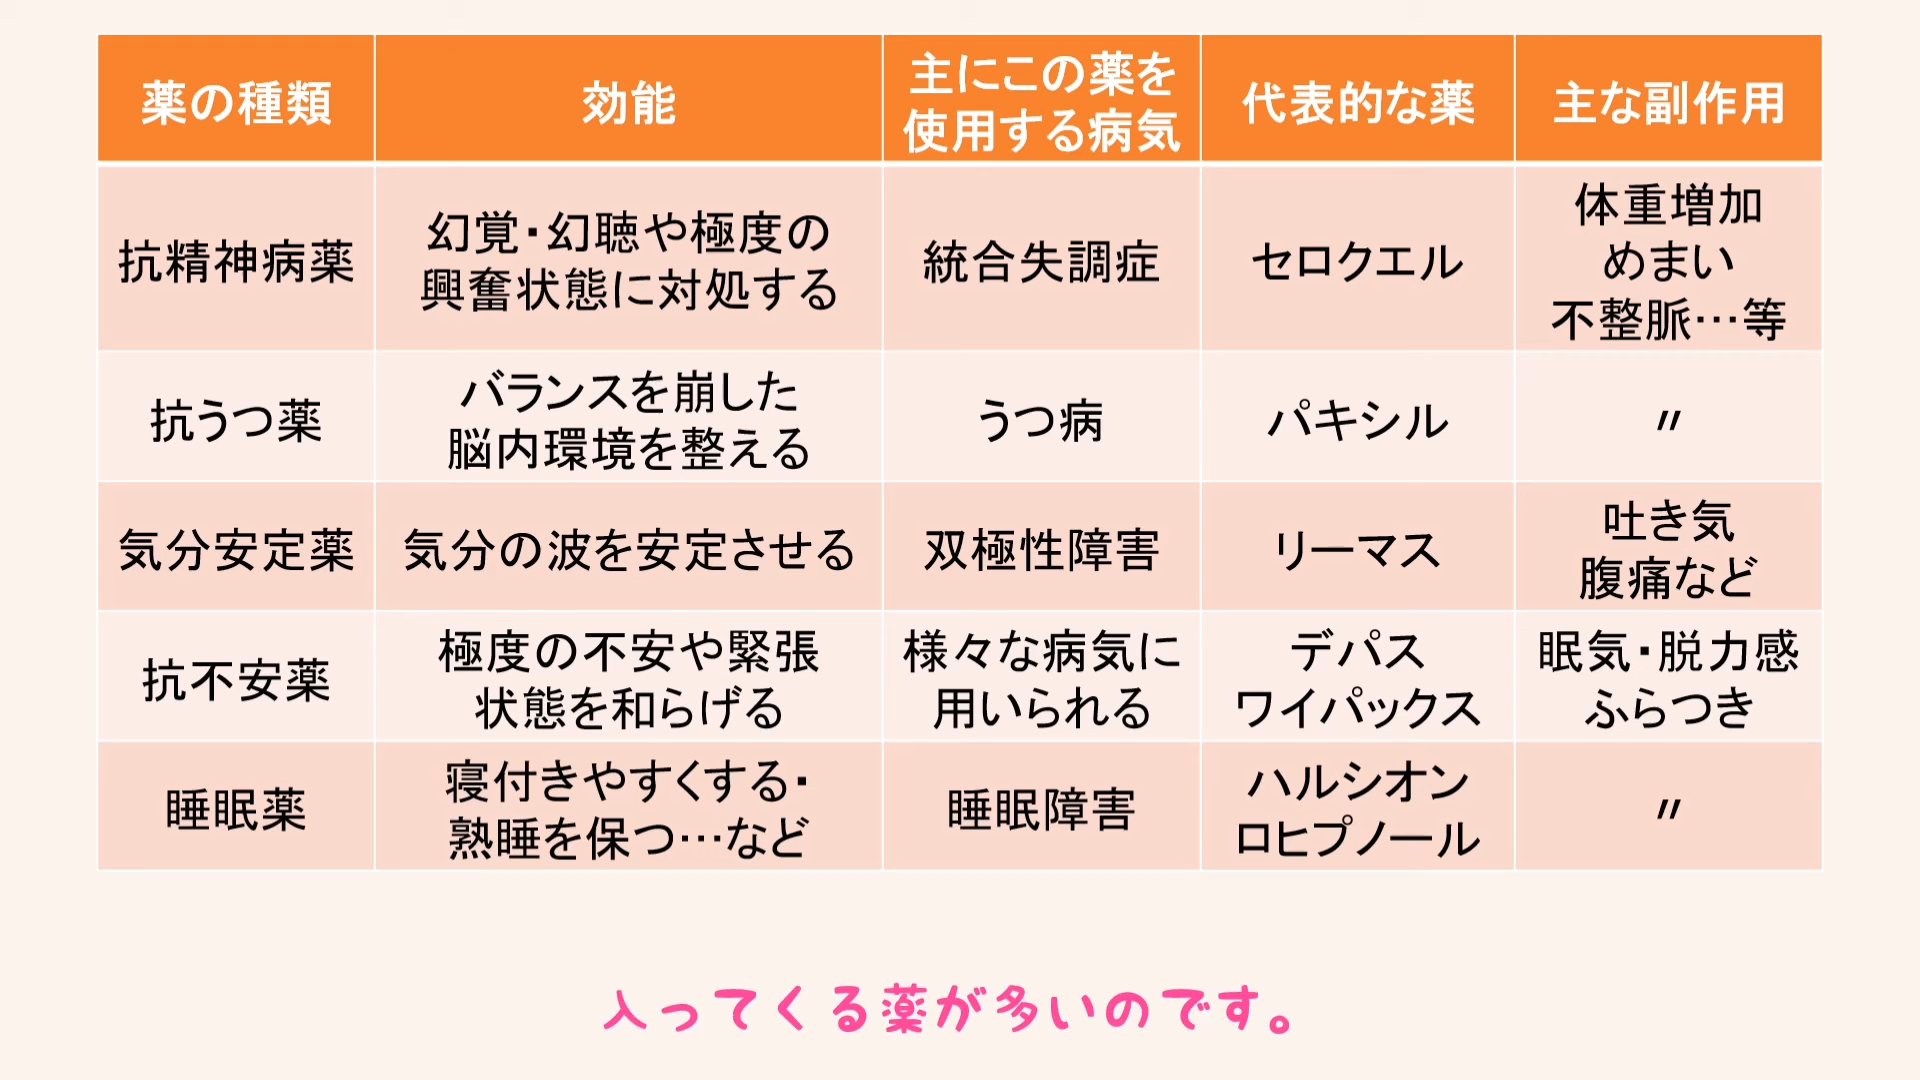 薬の種類
効能
主にこの薬を
使用する病気
代表的な薬
主な副作用
抗精神病薬
幻覚・幻聴や極度の
興奮状態に対処する
統合失調症
セロクエル
体重増加
めまい
不整脈…等
抗うつ薬
バランスを崩した
脳内環境を整える
うつ病
パキシル
〃
気分安定薬
気分の波を安定させる
双極性障害
リーマス
吐き気
腹痛など
抗不安薬
極度の不安や緊張
状態を和らげる
様々な病気に
用いられる
デパス
ワイパックス
眠気・脱力感
ふらつき
睡眠薬
寝付きやすくする・
熟睡を保つ…など
睡眠障害
ハルシオン
ロヒプノール
〃
入ってくる薬が多いのです。